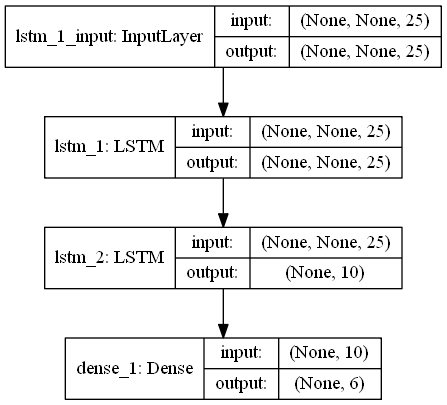 lstm_1_input: InputLayer
input: (None, None, 25)
output: (None, None, 25)
lstm_1: LSTM
input: (None, None, 25)
output: (None, None, 25)
lstm_2: LSTM
input: (None, None, 25)
output: (None, 10)
dense_1: Dense
input: (None, 10)
output: (None, 6)